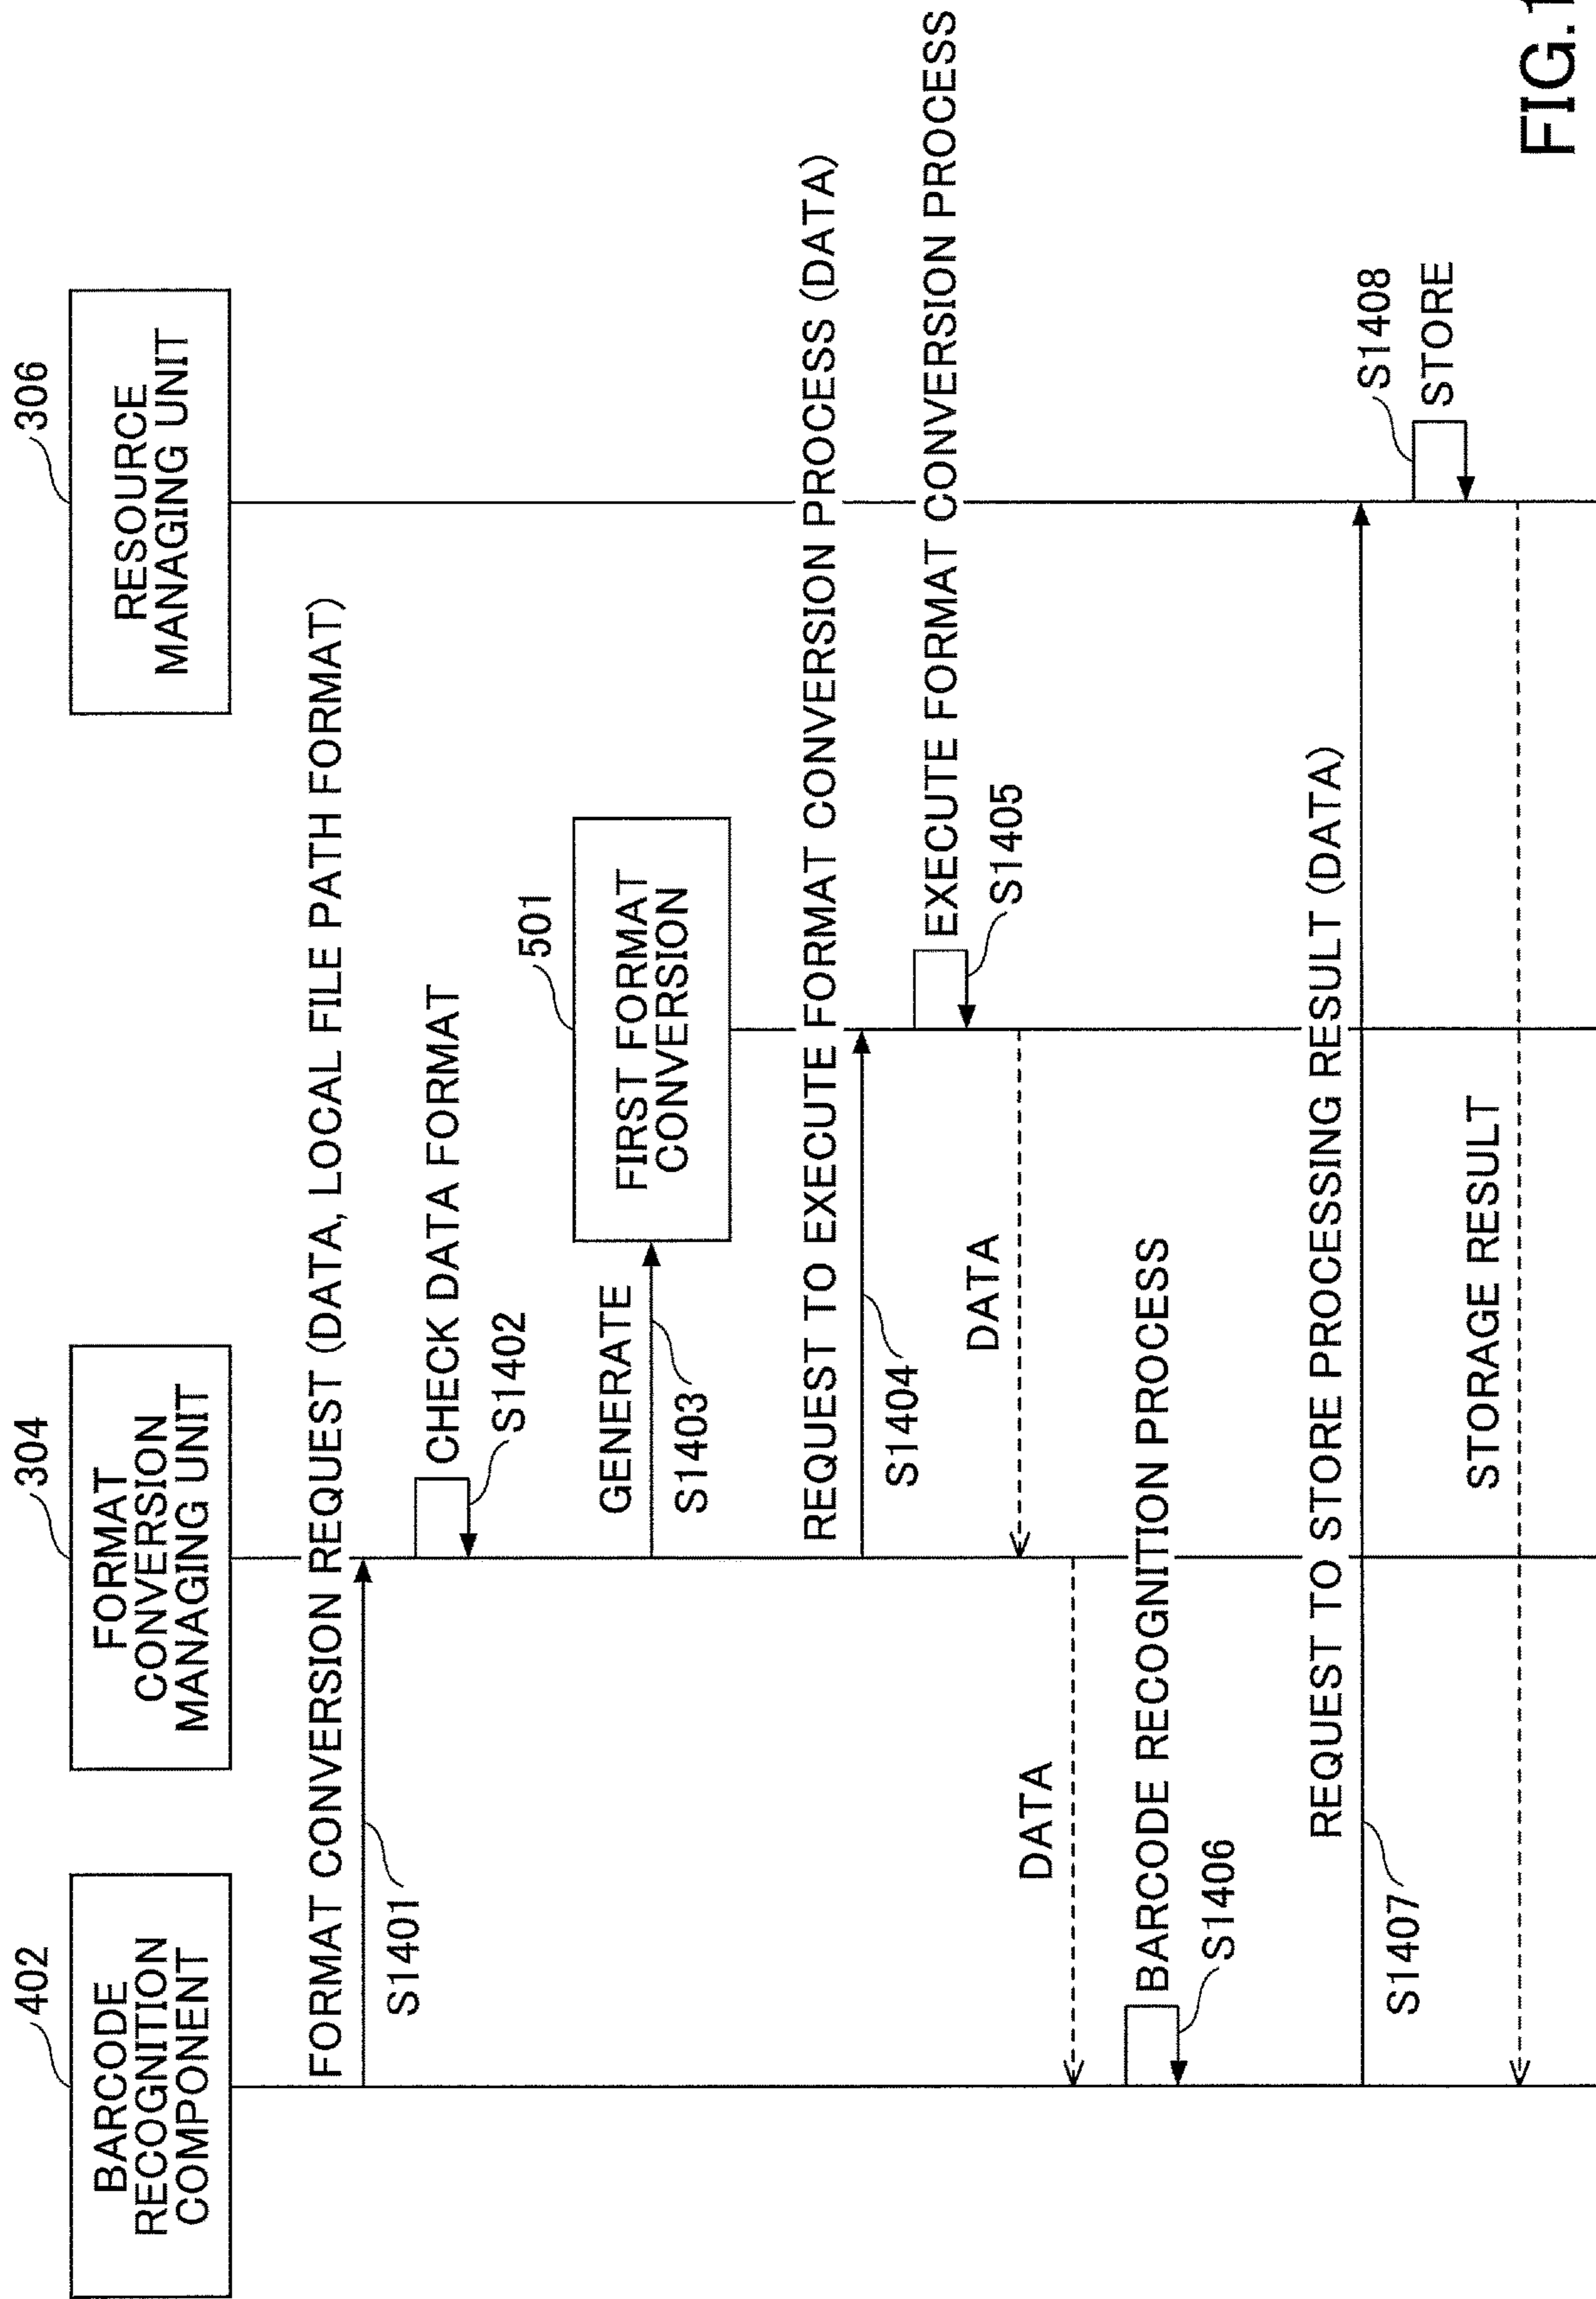 402
BARCODE
RECOGNITION
COMPONENT
304
FORMAT
CONVERSION
MANAGING UNIT
306
RESOURCE
MANAGING UNIT
FORMAT CONVERSION REQUEST (DATA, LOCAL FILE PATH FORMAT)
S1401
CHECK DATA FORMAT
S1402
501
FIRST FORMAT
CONVERSION
GENERATE
S1403
REQUEST TO EXECUTE FORMAT CONVERSION PROCESS (DATA)
S1404
EXECUTE FORMAT CONVERSION PROCESS
S1405
DATA
DATA
BARCODE RECOGNITION PROCESS
S1406
REQUEST TO STORE PROCESSING RESULT (DATA)
S1407
S1408
STORE
STORAGE RESULT
FIG.